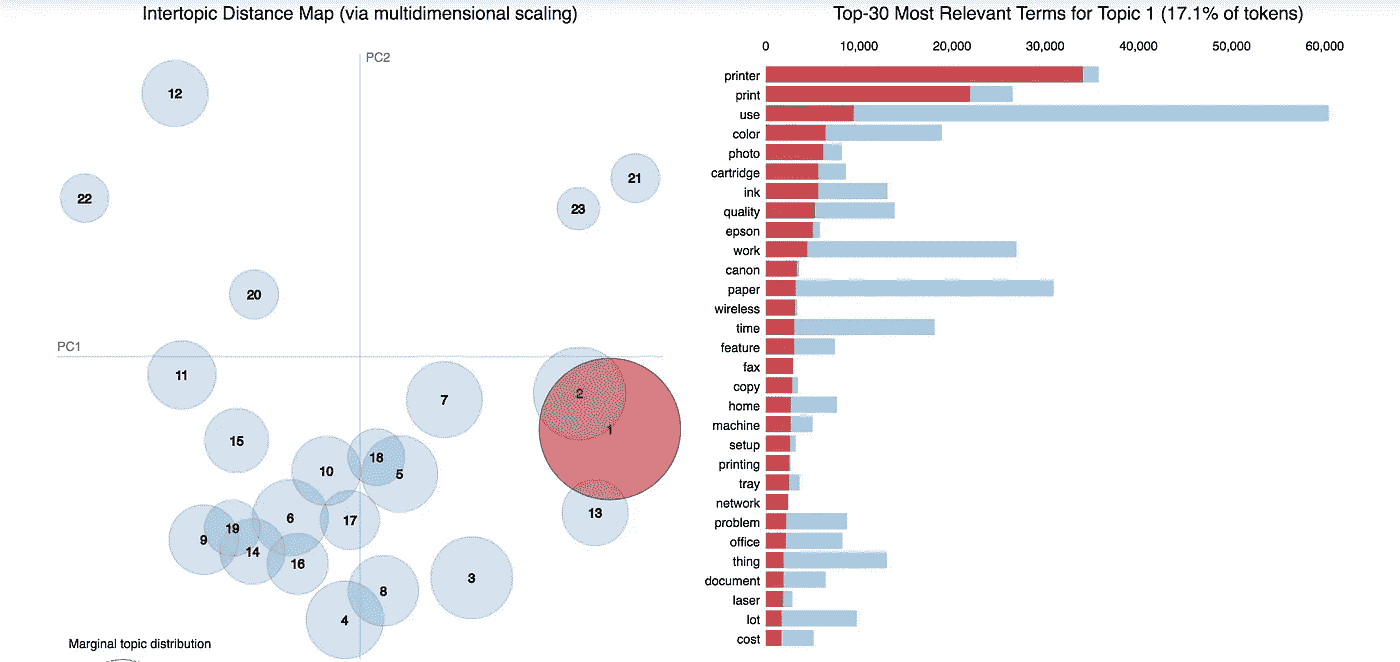 Intertopic Distance Map (via multidimensional scaling)
PC2
PC1
12
22
21
23
20
11
2
7
1
15
18
10
5
13
6
17
19
9
14
16
3
8
4
Marginal topic distribution
Top-30 Most Relevant Terms for Topic 1 (17.1% of tokens)
0 10,000 20,000 30,000 40,000 50,000 60,000
printer
print
use
color
photo
cartridge
ink
quality
epson
work
canon
paper
wireless
time
feature
fax
copy
home
machine
setup
printing
tray
network
problem
office
thing
document
laser
lot
cost